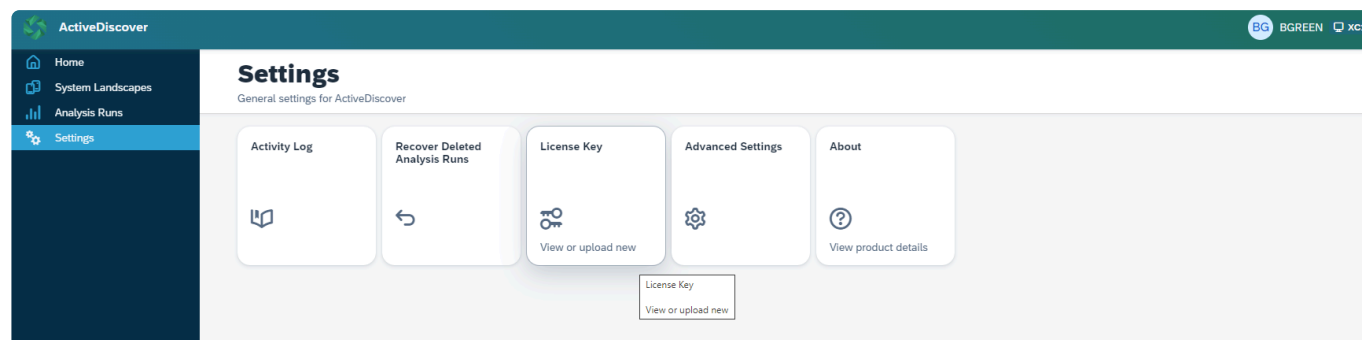 ActiveDiscover
BG BGREEN
Home
System Landscapes
Analysis Runs
Settings
Settings
General settings for ActiveDiscover
Activity Log
Recover Deleted
Analysis Runs
License Key
View or upload new
Advanced Settings
About
View product details
License Key
View or upload new